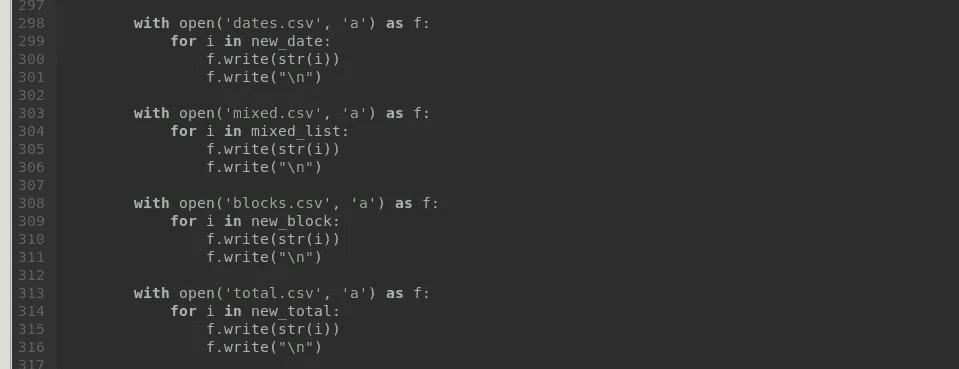 297
298 with open('dates.csv', 'a') as f:
299 for i in new_date:
300 f.write(str(i))
301 f.write("\n")
302
303 with open('mixed.csv', 'a') as f:
304 for i in mixed_list:
305 f.write(str(i))
306 f.write("\n")
307
308 with open('blocks.csv', 'a') as f:
309 for i in new_block:
310 f.write(str(i))
311 f.write("\n")
312
313 with open('total.csv', 'a') as f:
314 for i in new_total:
315 f.write(str(i))
316 f.write("\n")
317